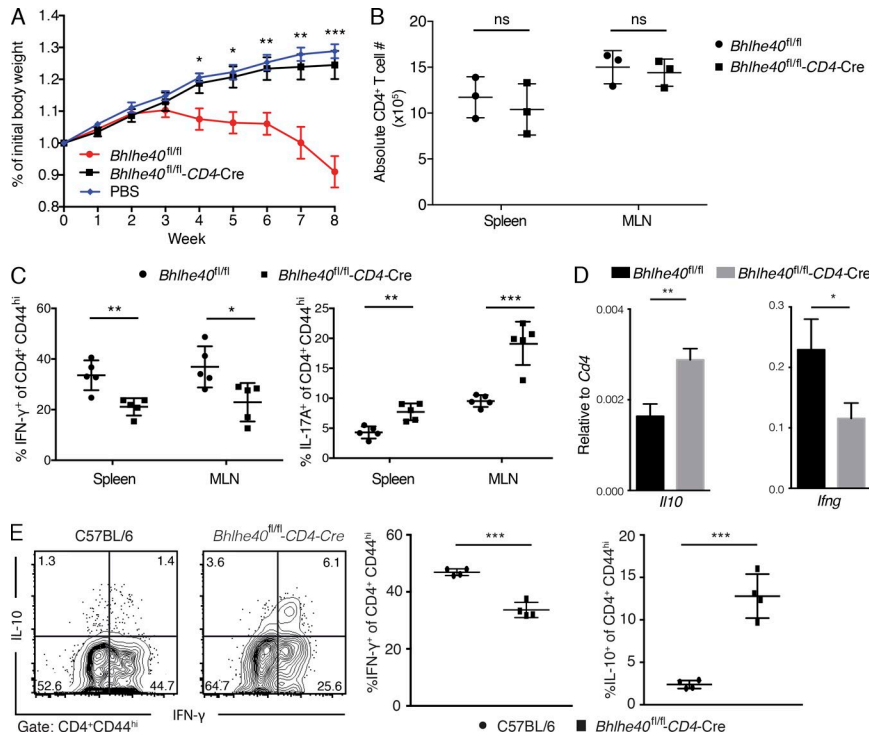 A
% of initial body weight
1.4
1.3
1.2
1.1
1.0
0.9
0.8
* * ** ** ***
Bhlhe40fl/fl
Bhlhe40fl/fl-CD4-Cre
PBS
0 1 2 3 4 5 6 7 8
Week
B
Absolute CD4+ T cell #
(x10⁵)
20
15
10
5
0
ns ns
Bhlhe40fl/fl
Bhlhe40fl/fl-CD4-Cre
Spleen MLN
C
Bhlhe40fl/fl Bhlhe40fl/fl-CD4-Cre
% IFN-γ+ of CD4+ CD44hi
60
40
20
0
** *
Spleen MLN
% IL-17A+ of CD4+ CD44hi
25
20
15
10
5
0
** ***
Spleen MLN
D
Bhlhe40fl/fl Bhlhe40fl/fl-CD4-Cre
Relative to Cd4
0.004
0.002
0.000
**
Il10
0.3
0.2
0.1
0.0
*
Ifng
E
C57BL/6 Bhlhe40fl/fl-CD4-Cre
IL-10
1.3 1.4
52.6 44.7
3.6 6.1
64.7 25.6
IFN-γ
Gate: CD4+CD44hi
%IFN-γ+ of CD4+ CD44hi
60
40
20
0
***
%IL-10+ of CD4+ CD44hi
20
15
10
5
0
***
C57BL/6 Bhlhe40fl/fl-CD4-Cre